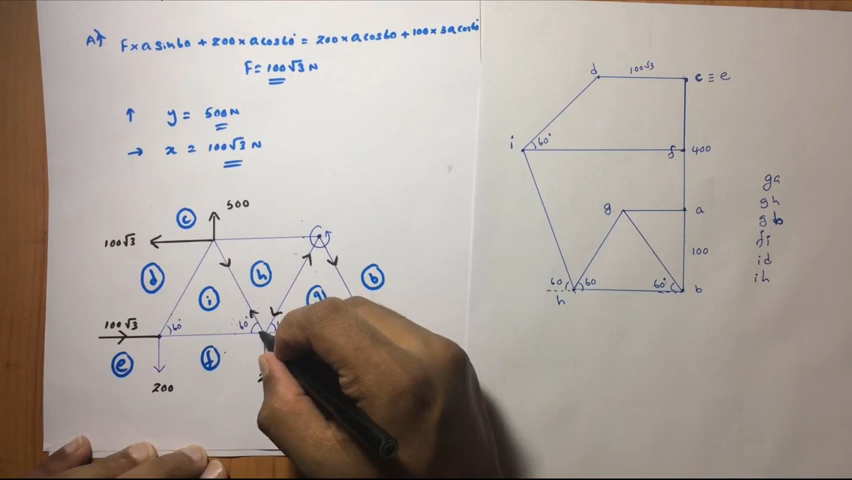 A↑ F×a sin60 + 200×a cos60° = 200×a cos60 + 100×3a cos60°
F = 100√3 N
↑ y = 500N
→ x = 100√3 N
c 500
100√3
d h b
i g
100√3 60° 60°
e f
200
d 100√3 c ≡ e
i 60° f 400
g a
100
60 60 60° b
h
ga
gh
gb
fi
id
ih